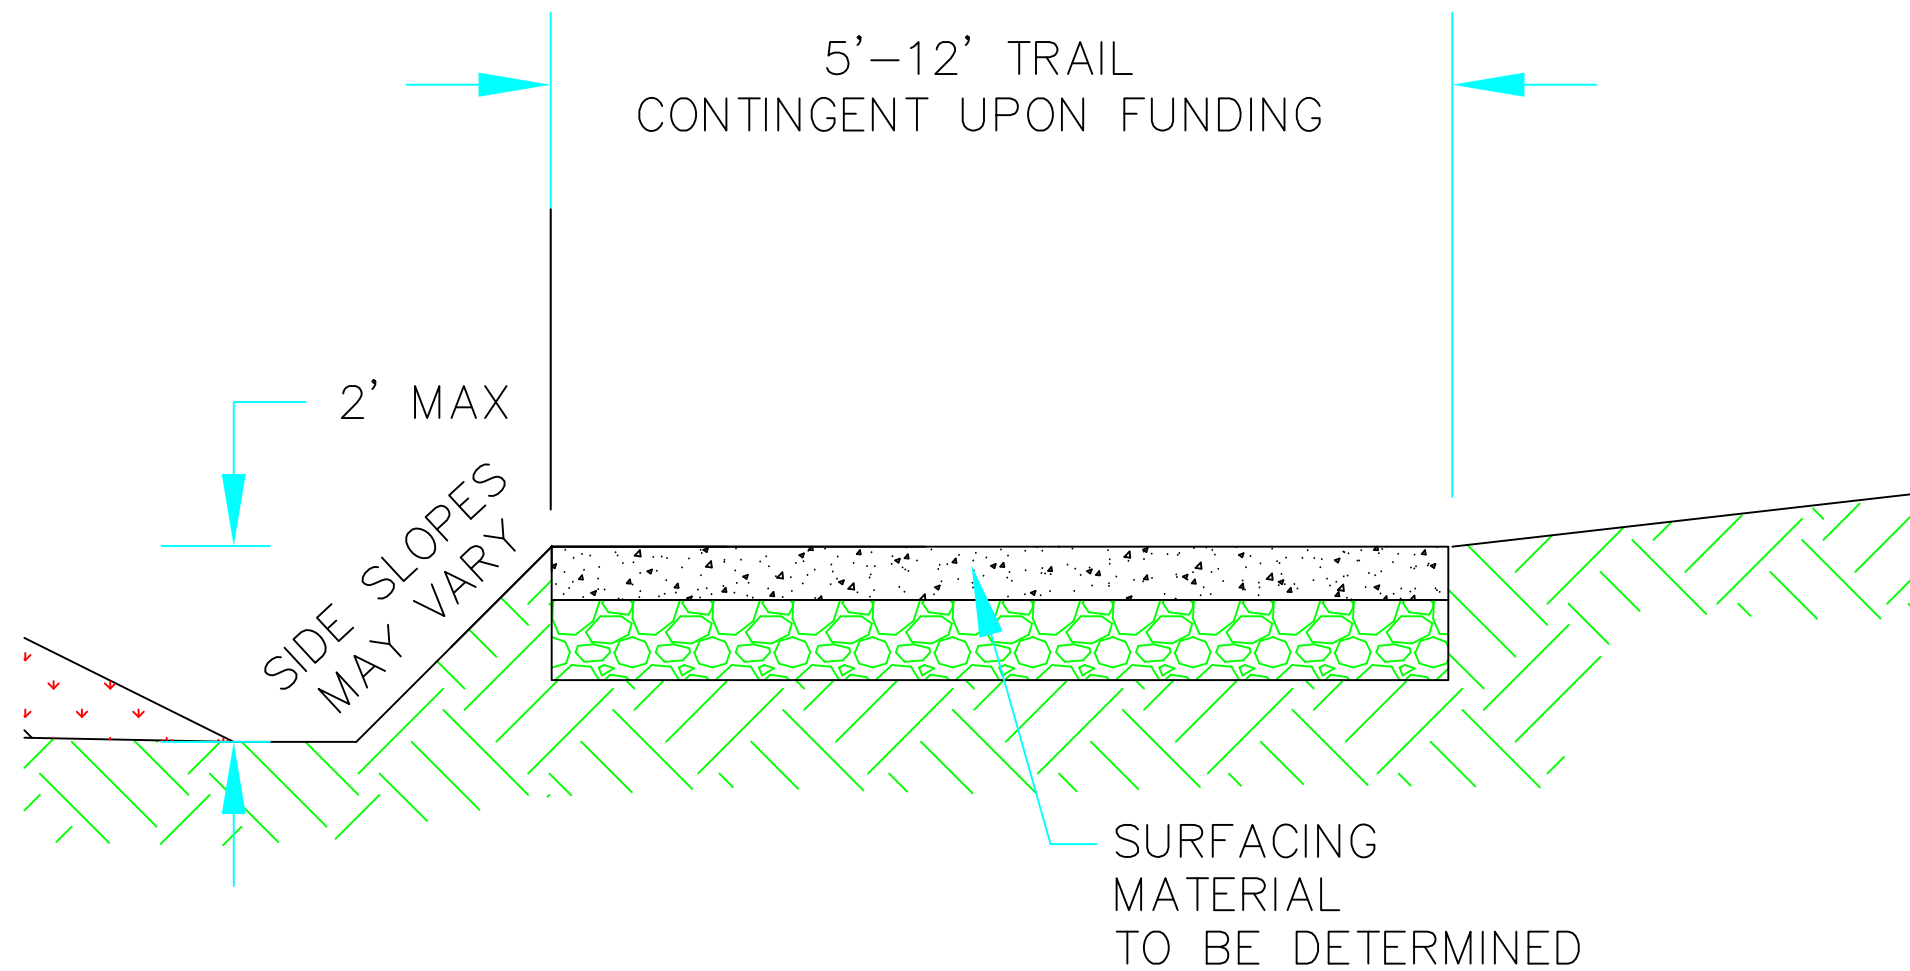 5'-12' TRAIL
CONTINGENT UPON FUNDING
2' MAX
SIDE SLOPES
MAY VARY
SURFACING
MATERIAL
TO BE DETERMINED